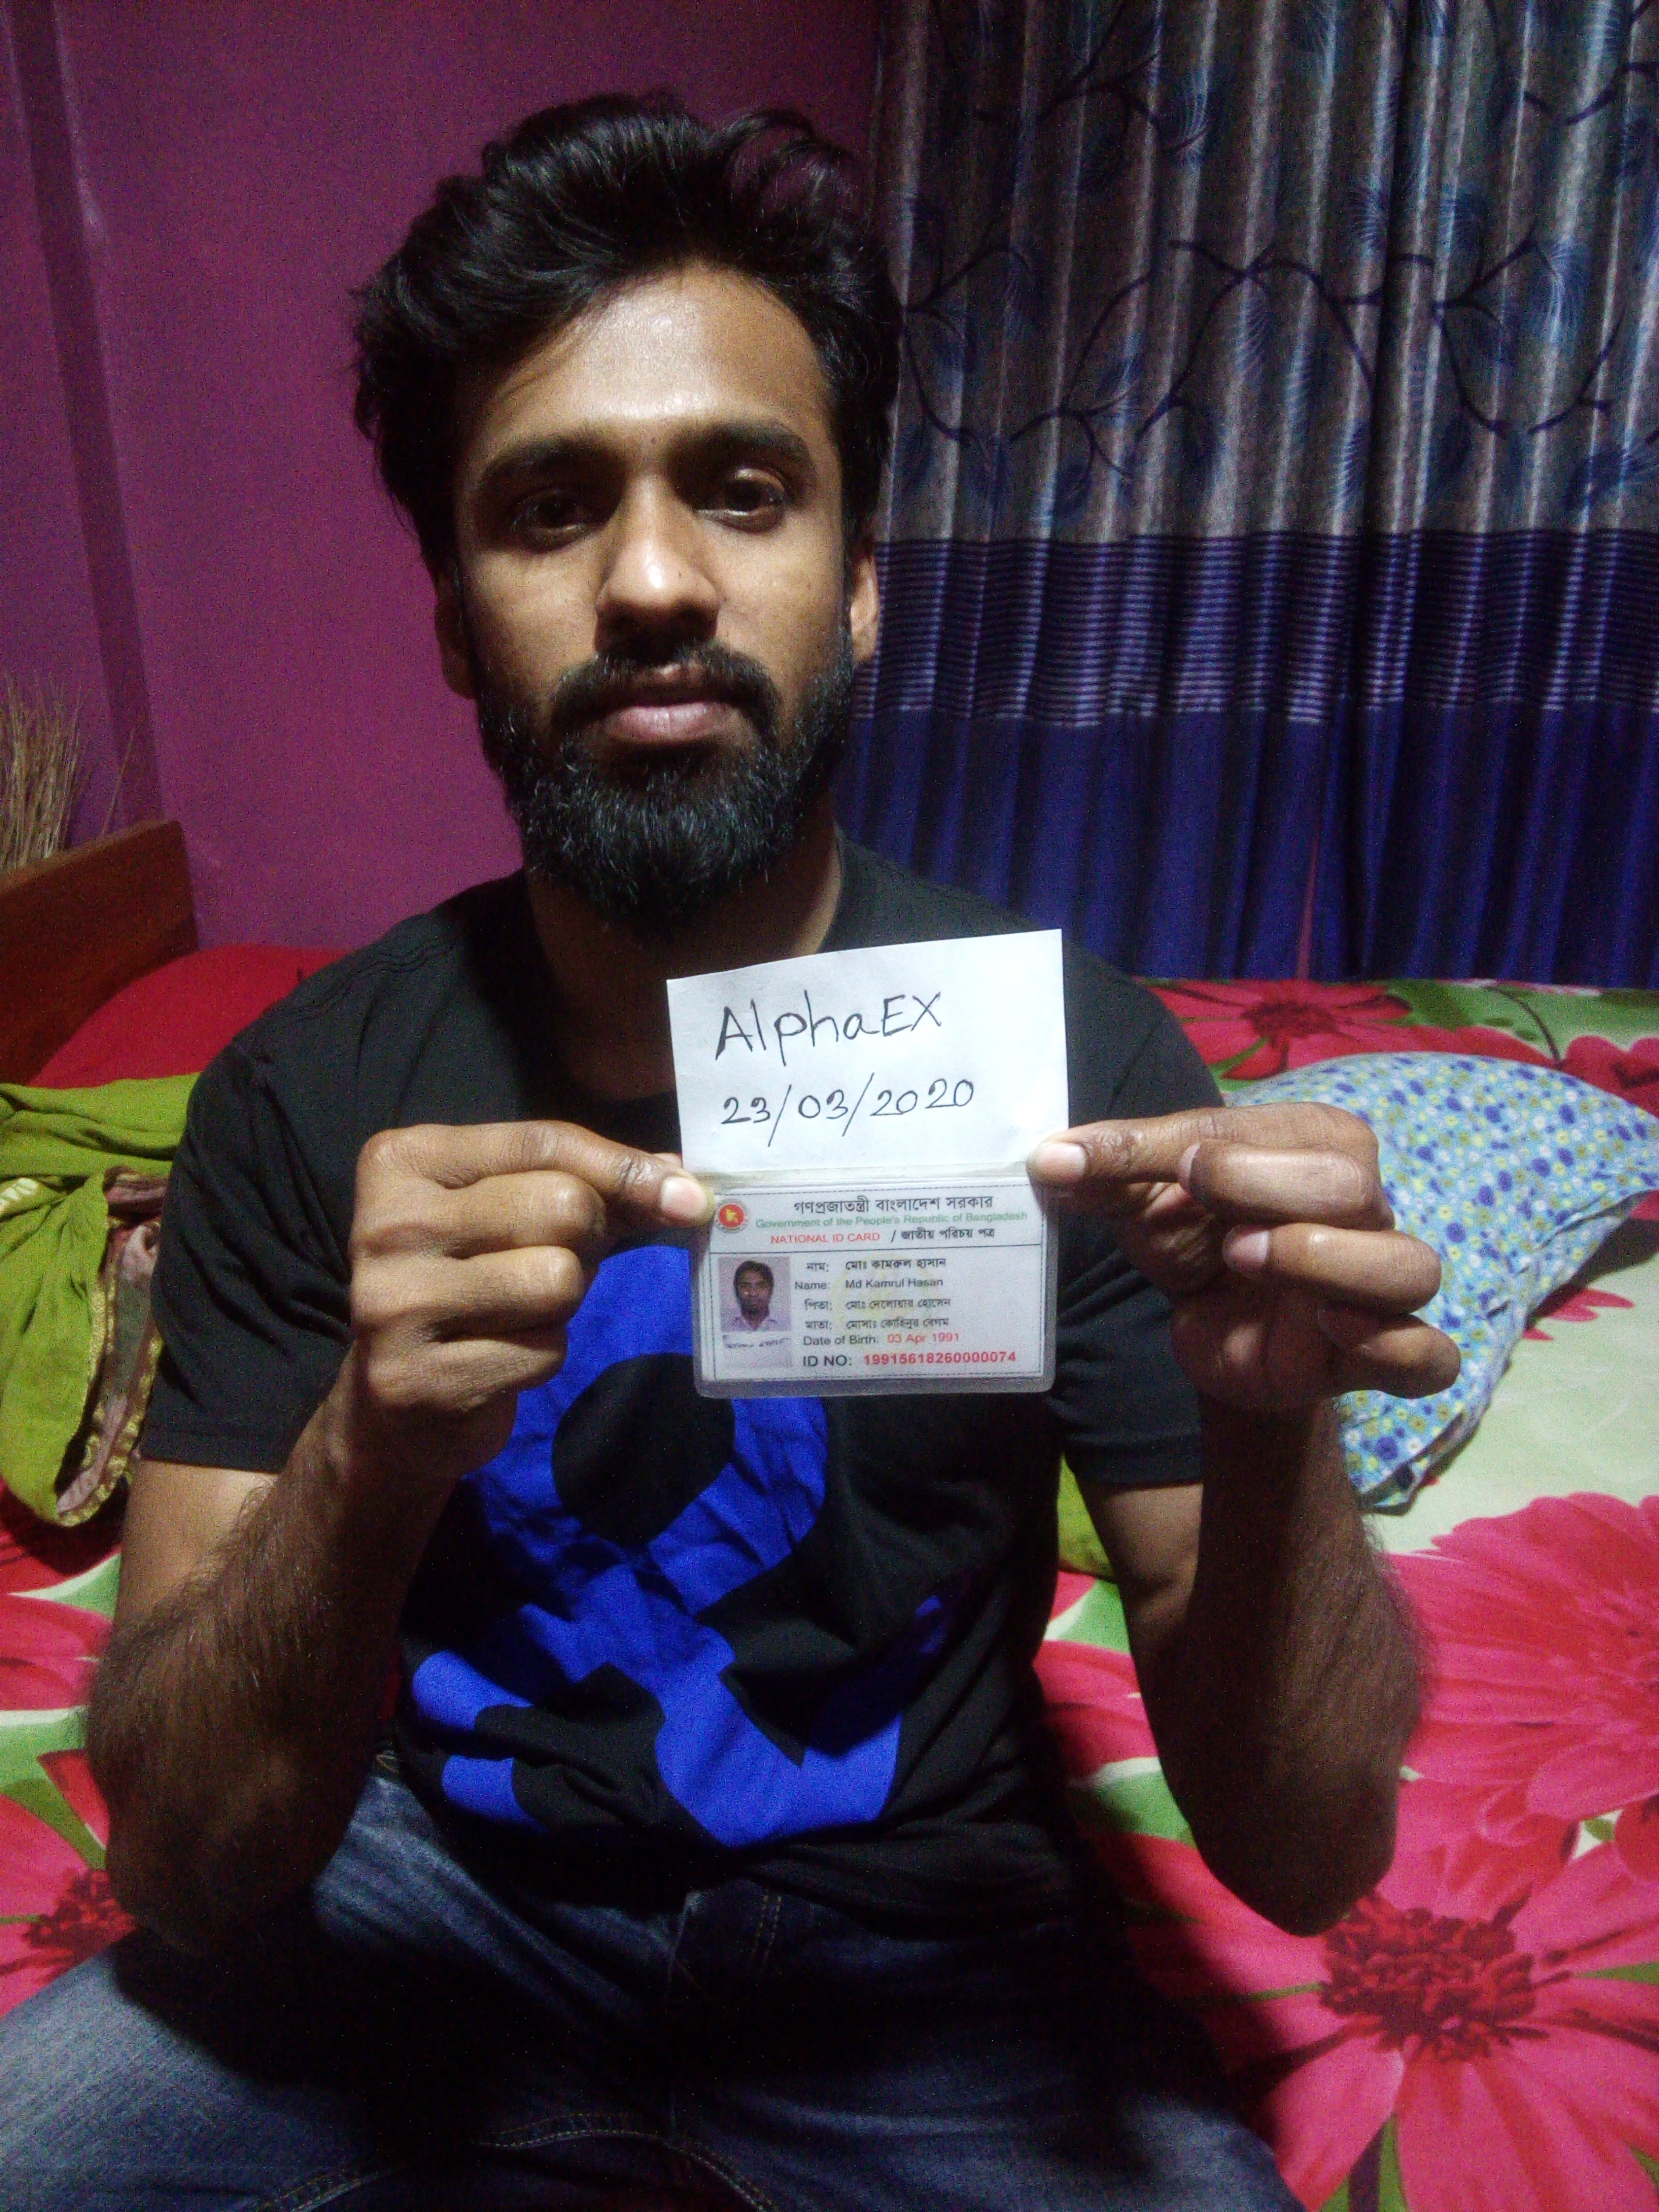 AlphaEX
23/03/2020
গণপ্রজাতন্ত্রী বাংলাদেশ সরকার
Government of the People's Republic of Bangladesh
NATIONAL ID CARD / জাতীয় পরিচয় পত্র
নাম: মোঃ কামরুল হাসান
Name: Md Kamrul Hasan
পিতা: মোঃ দেলোয়ার হোসেন
মাতা: মোসাঃ কোহিনুর বেগম
Date of Birth: 03 Apr 1991
ID NO: 19915618260000074